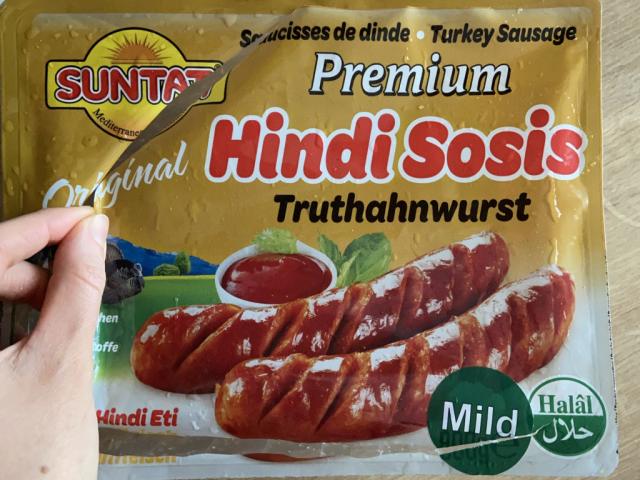 Saucisses de dinde • Turkey Sausage
SUNTAT
Premium
Original
Hindi Sosis
Truthahnwurst
Hindi Eti
Mild
Halâl
حلال